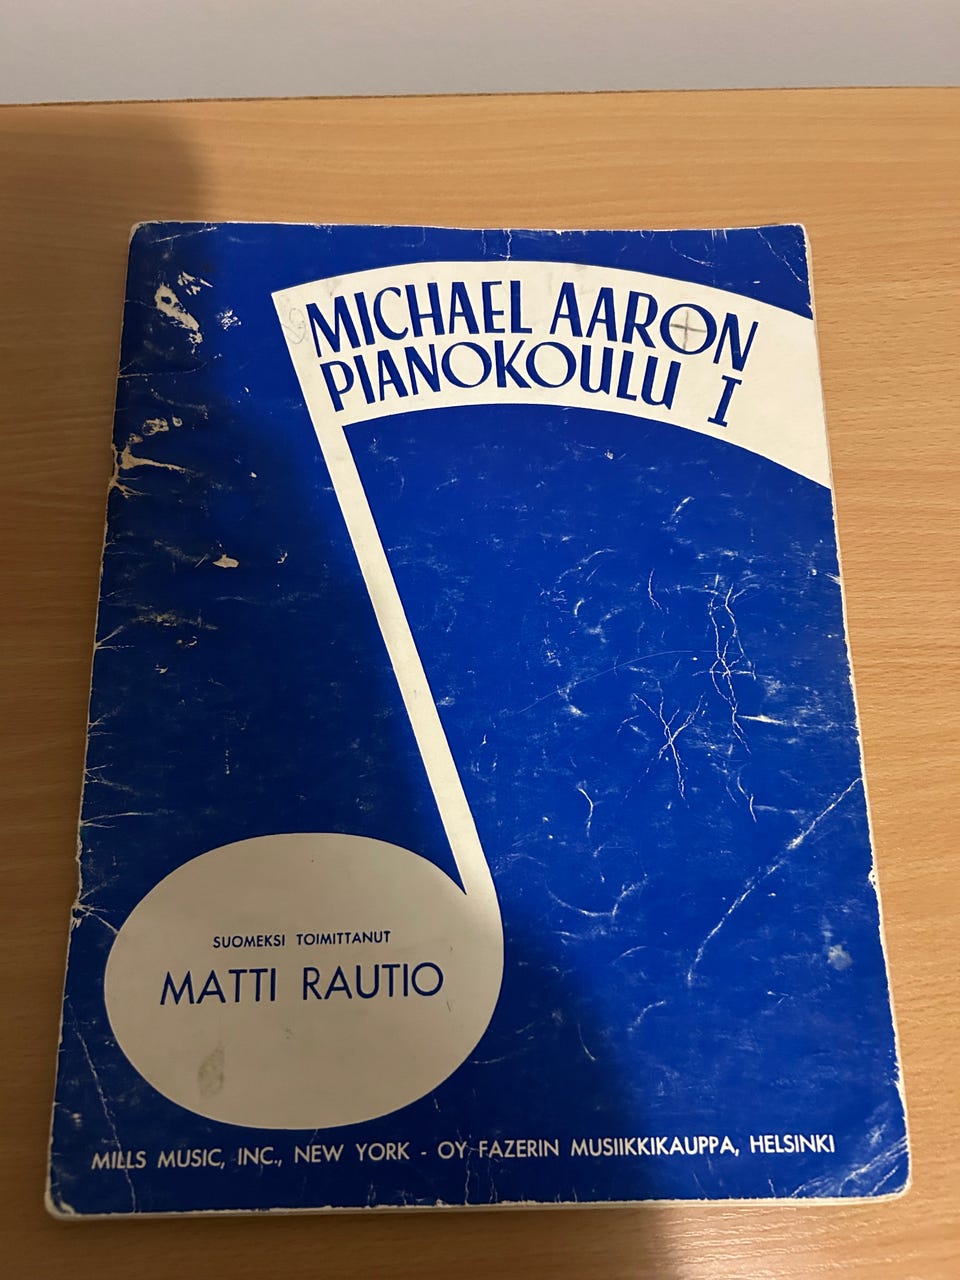 MICHAEL AARON
PIANOKOULU I
SUOMEKSI TOIMITTANUT
MATTI RAUTIO
MILLS MUSIC, INC., NEW YORK - OY FAZERIN MUSIIKKIKAUPPA, HELSINKI